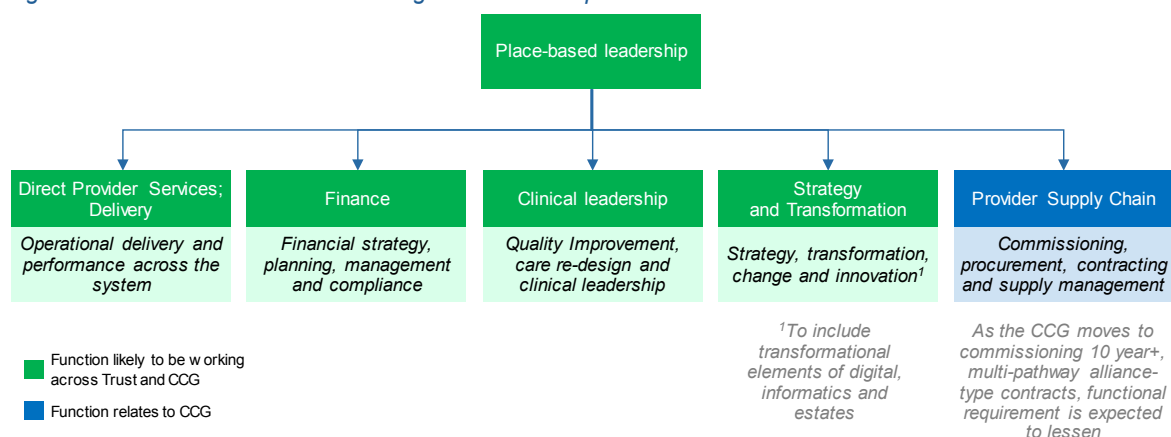 Place-based leadership
Direct Provider Services;
Delivery
Operational delivery and
performance across the
system
Finance
Financial strategy,
planning, management
and compliance
Clinical leadership
Quality Improvement,
care re-design and
clinical leadership
Strategy
and Transformation
Strategy, transformation,
change and innovation¹
¹To include
transformational
elements of digital,
informatics and
estates
Provider Supply Chain
Commissioning,
procurement, contracting
and supply management
As the CCG moves to
commissioning 10 year+,
multi-pathway alliance-
type contracts, functional
requirement is expected
to lessen
Function likely to be working
across Trust and CCG
Function relates to CCG